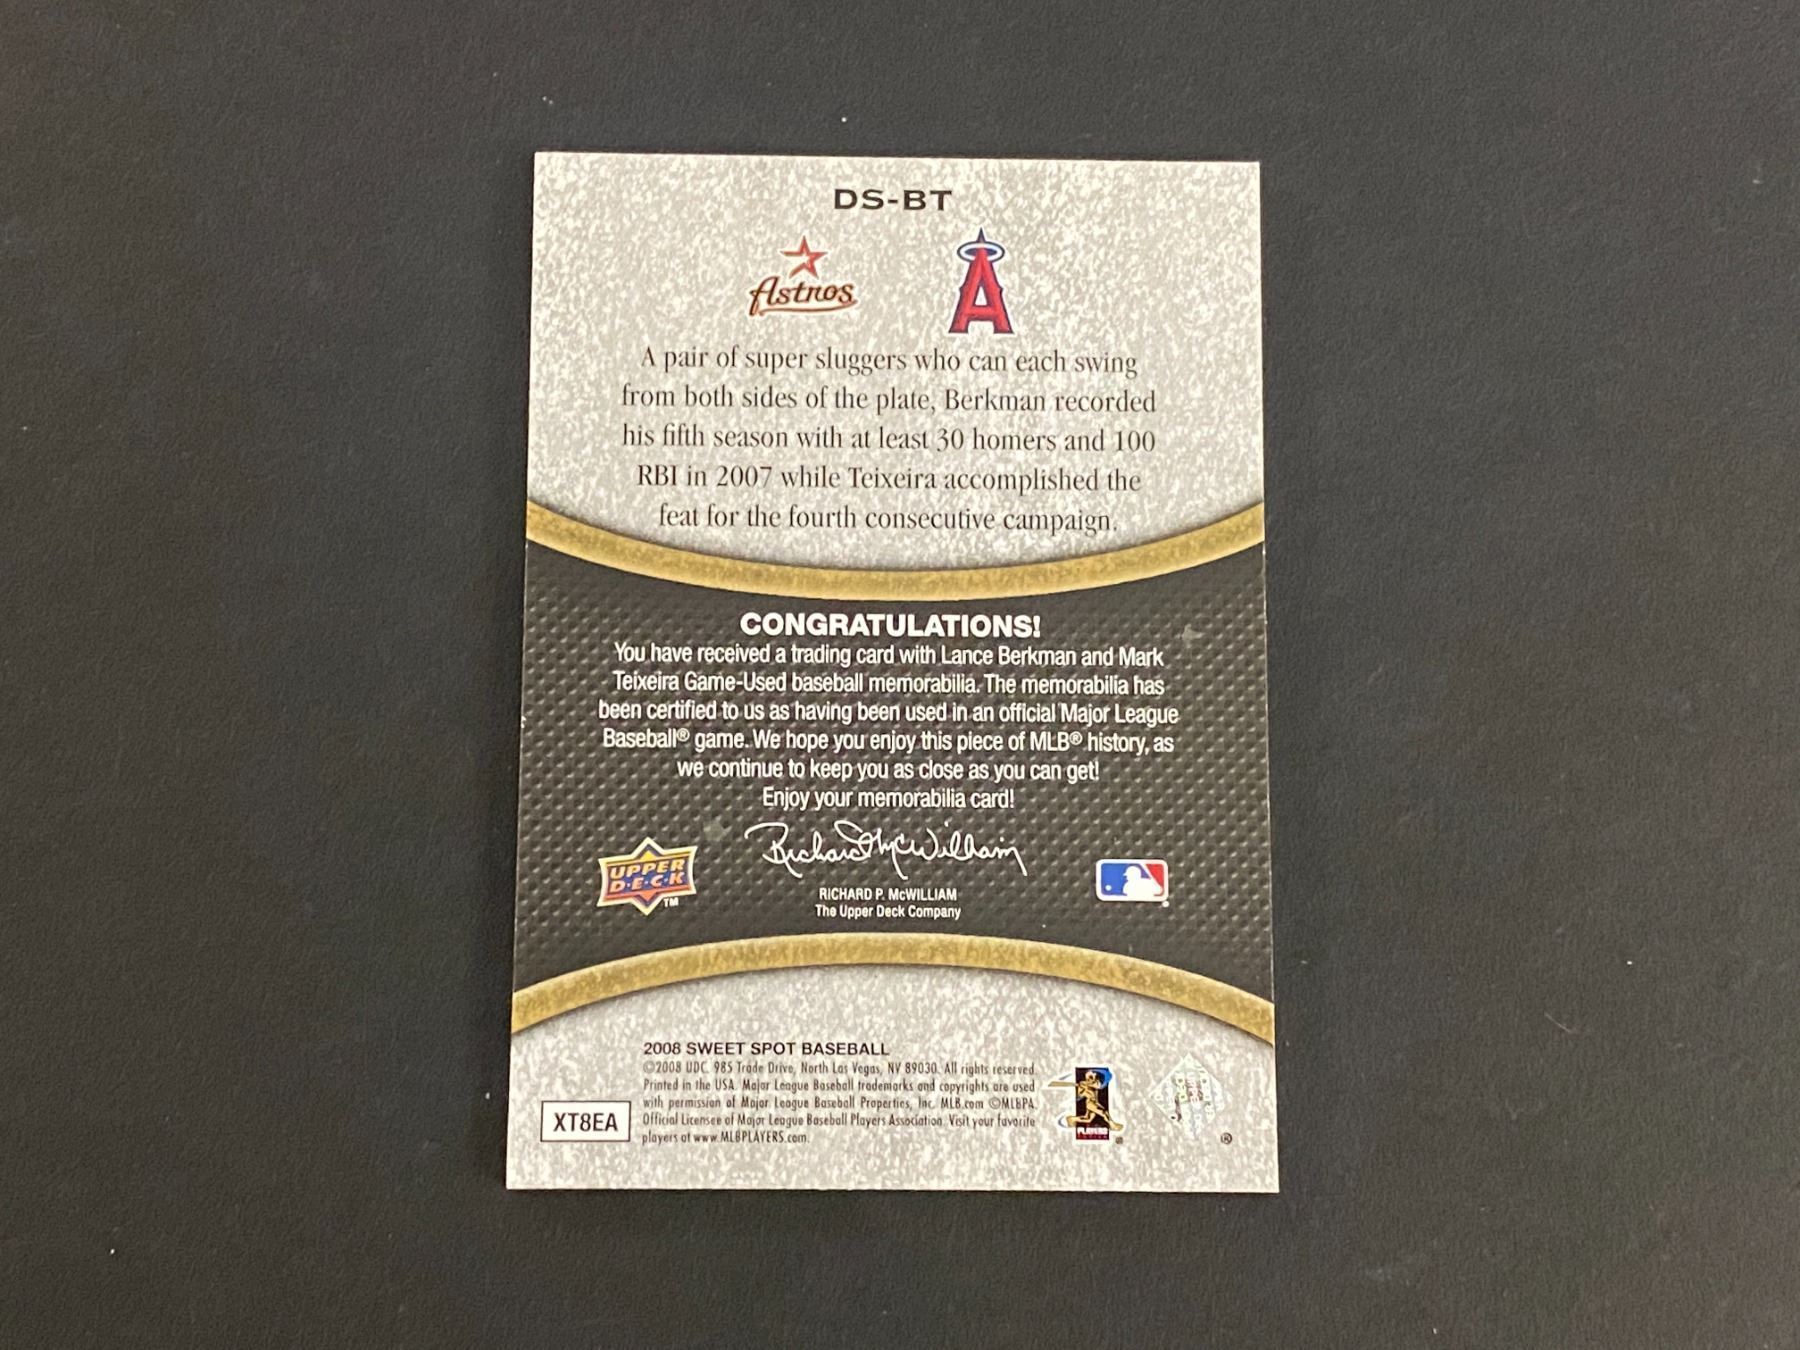 DS-BT
Astros
A
A pair of super sluggers who can each swing
from both sides of the plate, Berkman recorded
his fifth season with at least 30 homers and 100
RBI in 2007 while Teixeira accomplished the
feat for the fourth consecutive campaign.
CONGRATULATIONS!
You have received a trading card with Lance Berkman and Mark
Teixeira Game-Used baseball memorabilia. The memorabilia has
been certified to us as having been used in an official Major League
Baseball® game. We hope you enjoy this piece of MLB® history, as
we continue to keep you as close as you can get!
Enjoy your memorabilia card!
Richard McWilliam
UPPER
D·E·C·K
TM
RICHARD P. McWILLIAM
The Upper Deck Company
2008 SWEET SPOT BASEBALL
©2008 UDC. 985 Trade Drive, North Las Vegas, NV 89030. All rights reserved.
Printed in the USA. Major League Baseball trademarks and copyrights are used
with permission of Major League Baseball Properties, Inc. MLB.com ©MLBPA
Official Licensee of Major League Baseball Players Association. Visit your favorite
players at www.MLBPLAYERS.com.
XT8EA
PLAYERS
®
®